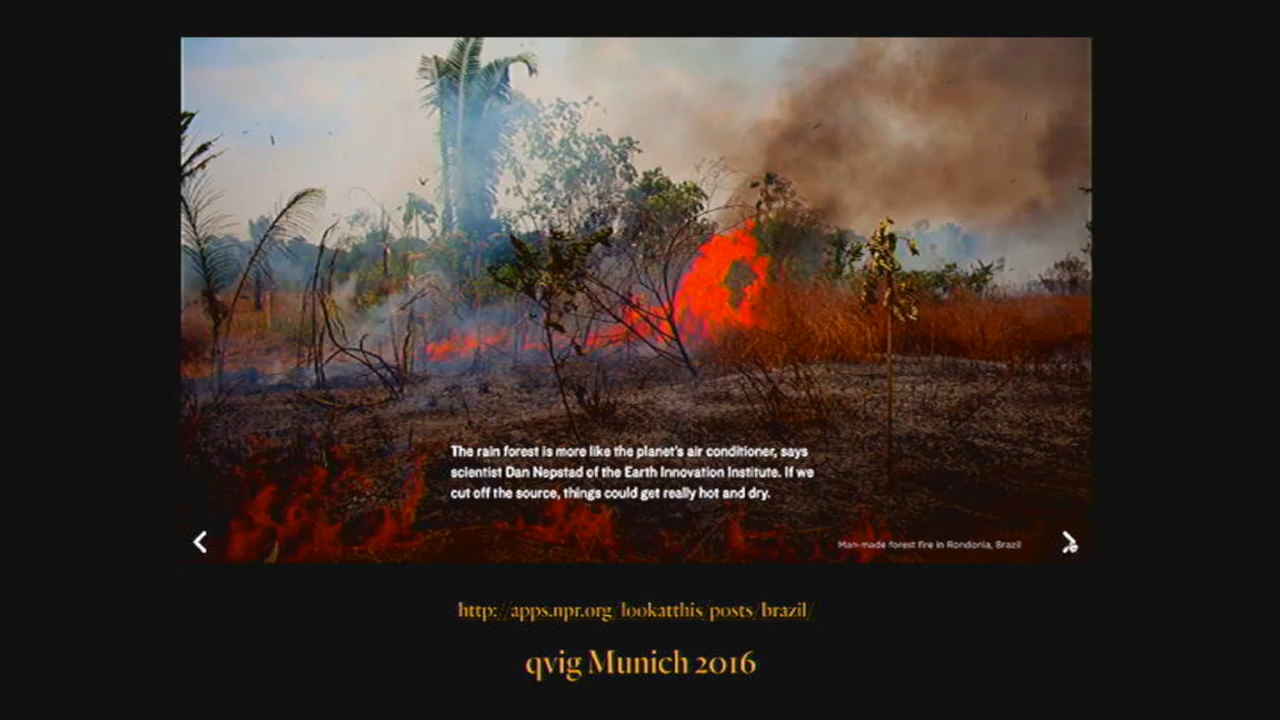 The rain forest is more like the planet's air conditioner, says
scientist Dan Nepstad of the Earth Innovation Institute. If we
cut off the source, things could get really hot and dry.
Man-made forest fire in Rondonia, Brazil
http://apps.npr.org/lookatthis/posts/brazil/
qvig Munich 2016